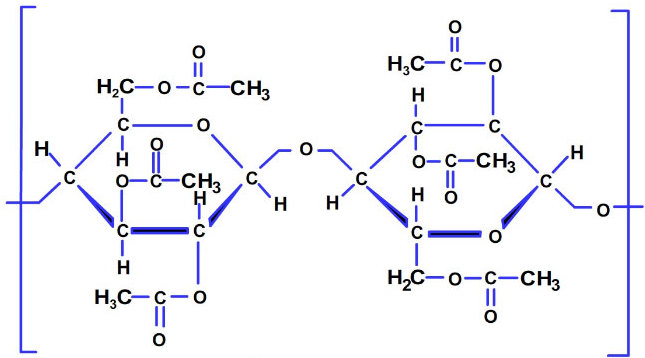 O
O
H₃C C O
H₂C O C CH₃
H
C O C C
H O O H
H O C CH₃
C O C CH₃ C C C
H H H H O O
C C C O
H
H₂C O C CH₃
H₃C C O
O
O